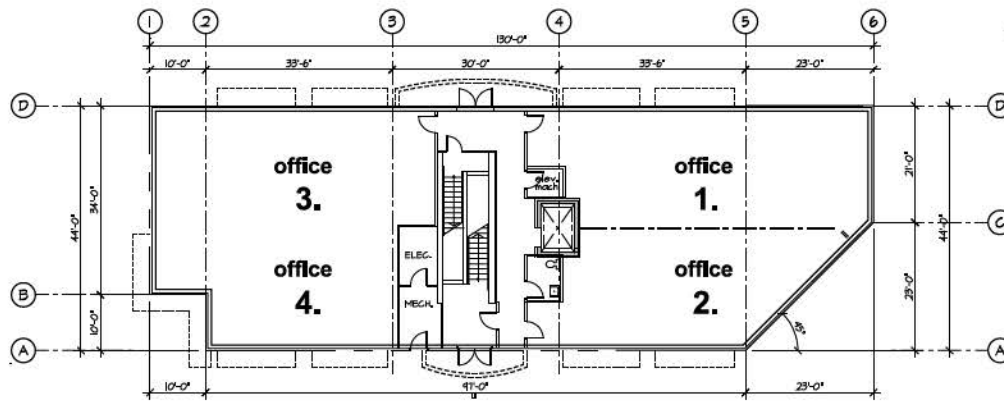 1 2 3 4 5 6
130'-0"
10'-0" 33'-6" 30'-0" 33'-6" 23'-0"
D D
office
3.
office
1.
elev.
mach
21'-0"
44'-0" 34'-0" 44'-0"
C
ELEC.
office
4.
office
2.
B
MECH.
23'-0"
10'-0"
45°
A A
10'-0" 97'-0" 23'-0"